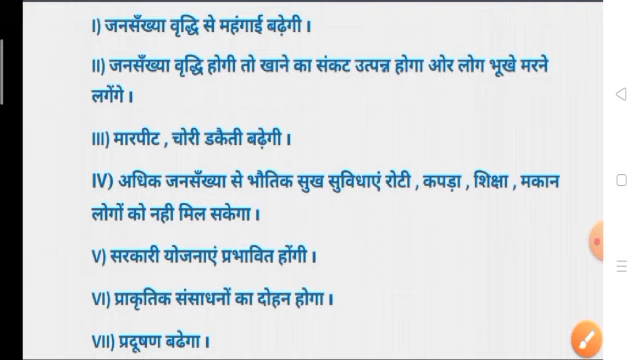 I) जनसँख्या वृद्धि से महंगाई बढ़ेगी ।
II) जनसँख्या वृद्धि होगी तो खाने का संकट उत्पन्न होगा ओर लोग भूखे मरने
लगेंगे ।
III) मारपीट , चोरी डकैती बढ़ेगी ।
IV) अधिक जनसँख्या से भौतिक सुख सुविधाएं रोटी , कपड़ा , शिक्षा , मकान
लोगों को नही मिल सकेगा ।
V) सरकारी योजनाएं प्रभावित होंगी ।
VI) प्राकृतिक संसाधनों का दोहन होगा ।
VII) प्रदूषण बढेगा ।